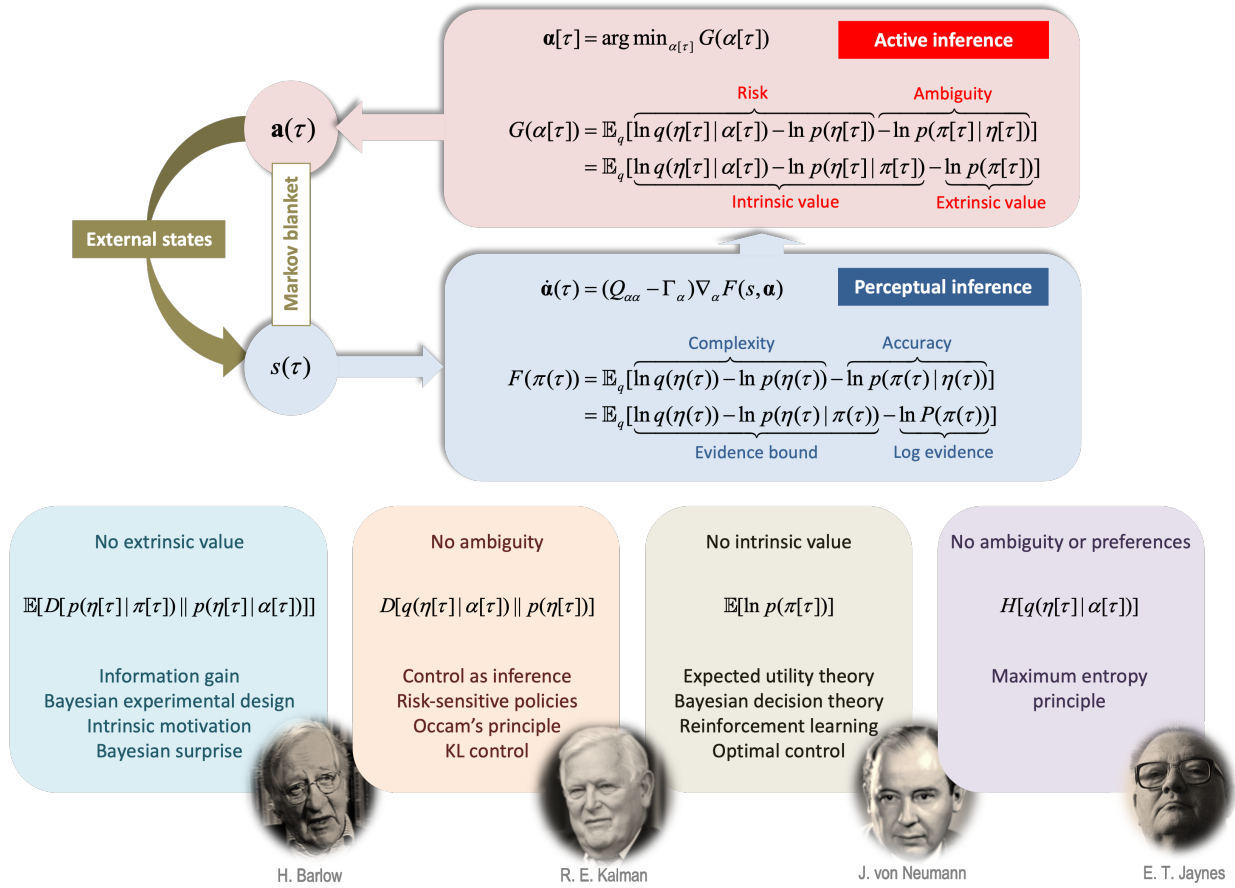 𝛂[τ] = arg min_{α[τ]} G(α[τ])
Active inference
Risk
Ambiguity
G(α[τ]) = 𝔼_q[ln q(η[τ] | α[τ]) − ln p(η[τ]) − ln p(π[τ] | η[τ])]
= 𝔼_q[ln q(η[τ] | α[τ]) − ln p(η[τ] | π[τ]) − ln p(π[τ])]
Intrinsic value
Extrinsic value
𝐚(τ)
External states
Markov blanket
s(τ)
𝛂̇(τ) = (Q_{αα} − Γ_α)∇_α F(s, 𝛂)
Perceptual inference
Complexity
Accuracy
F(π(τ)) = 𝔼_q[ln q(η(τ)) − ln p(η(τ)) − ln p(π(τ) | η(τ))]
= 𝔼_q[ln q(η(τ)) − ln p(η(τ) | π(τ)) − ln P(π(τ))]
Evidence bound
Log evidence
No extrinsic value
𝔼[D[p(η[τ] | π[τ]) || p(η[τ] | α[τ])]]
Information gain
Bayesian experimental design
Intrinsic motivation
Bayesian surprise
H. Barlow
No ambiguity
D[q(η[τ] | α[τ]) || p(η[τ])]
Control as inference
Risk-sensitive policies
Occam's principle
KL control
R. E. Kalman
No intrinsic value
𝔼[ln p(π[τ])]
Expected utility theory
Bayesian decision theory
Reinforcement learning
Optimal control
J. von Neumann
No ambiguity or preferences
H[q(η[τ] | α[τ])]
Maximum entropy
principle
E. T. Jaynes